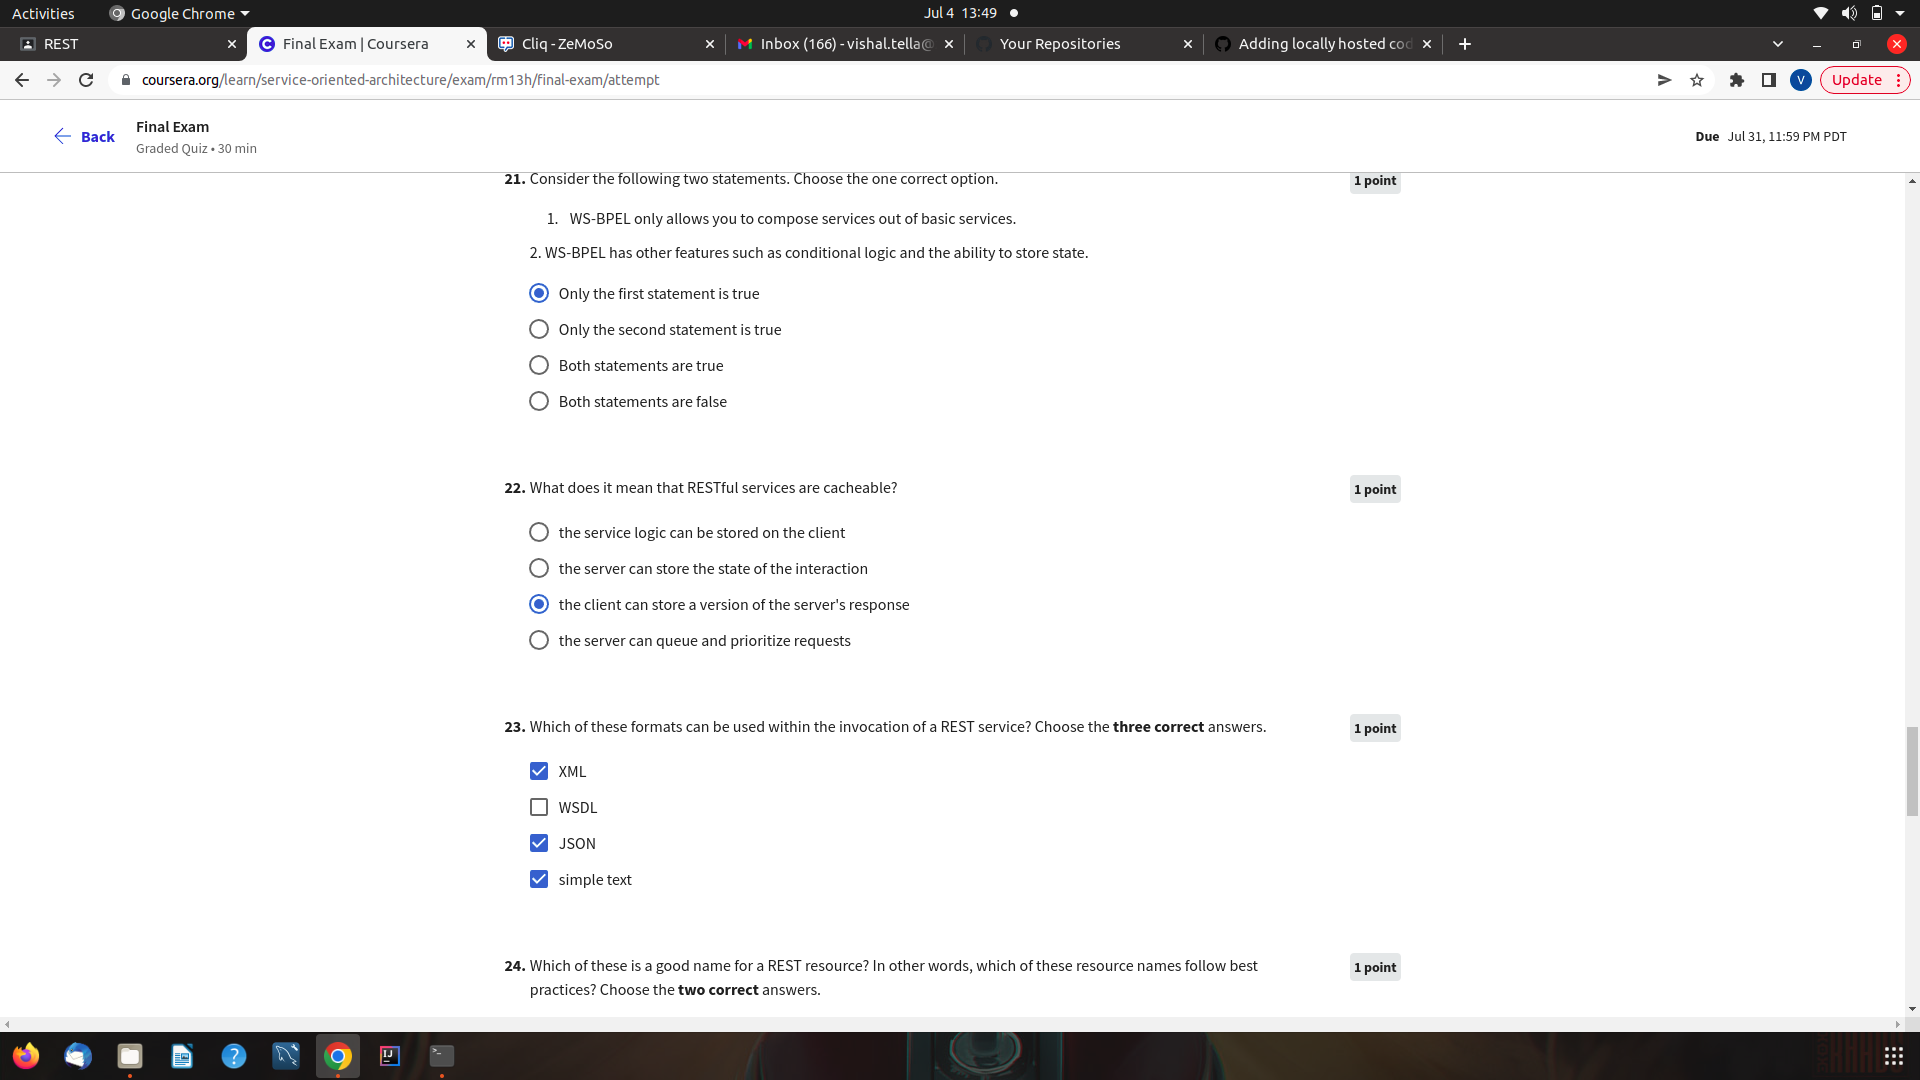 Activities
Google Chrome
Jul 4 13:49
REST
Final Exam | Coursera
Cliq - ZeMoSo
Inbox (166) - vishal.tella@
Your Repositories
Adding locally hosted cod
coursera.org/learn/service-oriented-architecture/exam/rm13h/final-exam/attempt
V
Update
Back
Final Exam
Graded Quiz • 30 min
Due Jul 31, 11:59 PM PDT
21. Consider the following two statements. Choose the one correct option.
1 point
1. WS-BPEL only allows you to compose services out of basic services.
2. WS-BPEL has other features such as conditional logic and the ability to store state.
Only the first statement is true
Only the second statement is true
Both statements are true
Both statements are false
22. What does it mean that RESTful services are cacheable?
1 point
the service logic can be stored on the client
the server can store the state of the interaction
the client can store a version of the server's response
the server can queue and prioritize requests
23. Which of these formats can be used within the invocation of a REST service? Choose the three correct answers.
1 point
XML
WSDL
JSON
simple text
24. Which of these is a good name for a REST resource? In other words, which of these resource names follow best
practices? Choose the two correct answers.
1 point